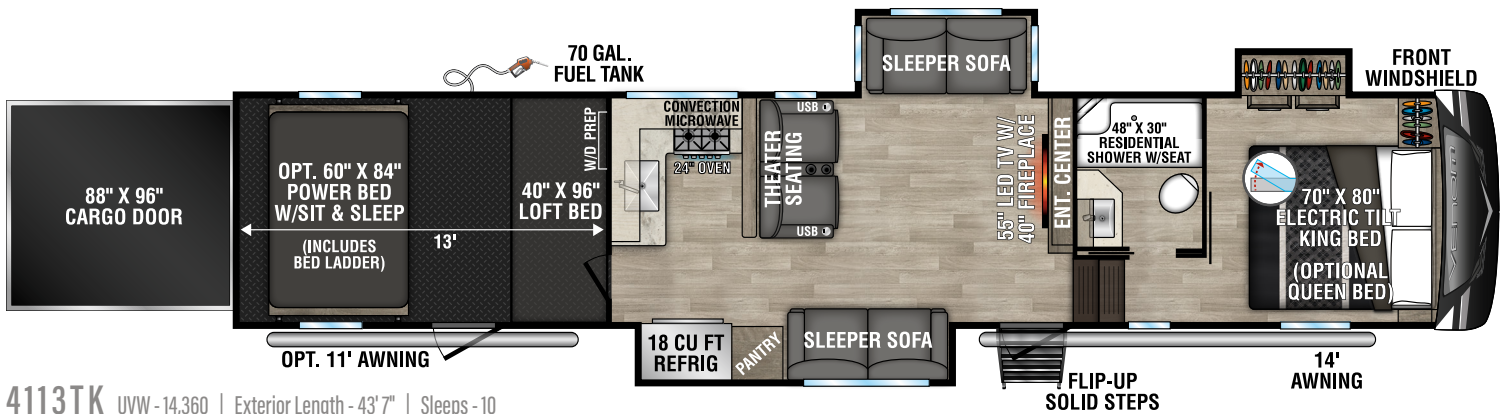 88" X 96"
CARGO DOOR
70 GAL.
FUEL TANK
OPT. 60" X 84"
POWER BED
W/SIT & SLEEP
(INCLUDES
BED LADDER)
13'
40" X 96"
LOFT BED
W/D PREP
CONVECTION
MICROWAVE
24" OVEN
USB
THEATER
SEATING
USB
SLEEPER SOFA
55" LED TV W/
40" FIREPLACE
ENT. CENTER
48" X 30"
RESIDENTIAL
SHOWER W/SEAT
FRONT
WINDSHIELD
70" X 80"
ELECTRIC TILT
KING BED
(OPTIONAL
QUEEN BED)
OPT. 11' AWNING
18 CU FT
REFRIG
PANTRY
SLEEPER SOFA
FLIP-UP
SOLID STEPS
14'
AWNING
4113TK UVW - 14,360 | Exterior Length - 43' 7" | Sleeps - 10